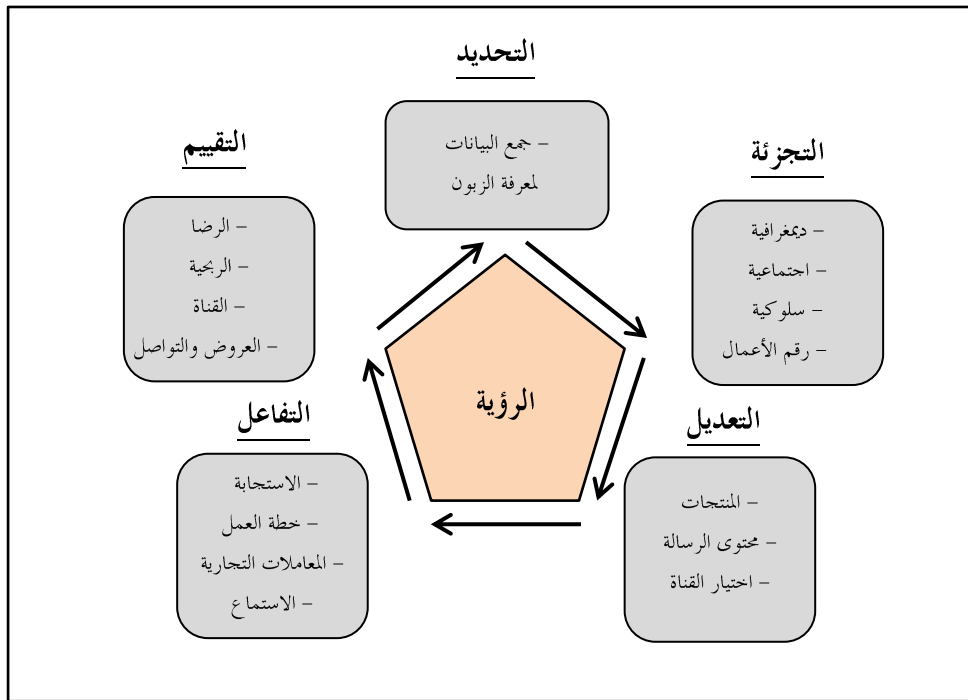 التحديد
– جمع البيانات
لمعرفة الزبون
التجزئة
– ديمغرافية
– اجتماعية
– سلوكية
– رقم الأعمال
التعديل
– المنتجات
– محتوى الرسالة
– اختيار القناة
التفاعل
– الاستجابة
– خطة العمل
– المعاملات التجارية
– الاستماع
التقييم
– الرضا
– الربحية
– القناة
– العروض والتواصل
الرؤية